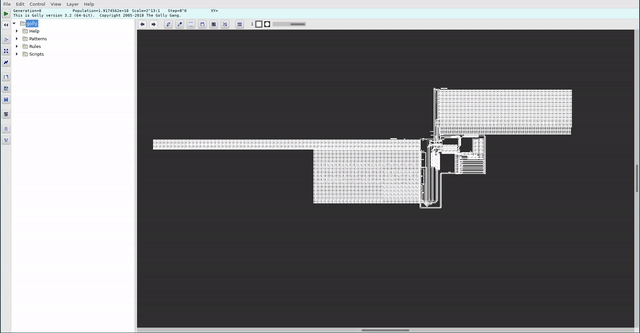 File Edit Control View Layer Help
Generation=0 Population=1.9174562e+10 Scale=2^13:1 Step=8^0 XY=
This is Golly version 3.2 (64-bit). Copyright 2005-2018 The Golly Gang.
golly
Help
Patterns
Rules
Scripts